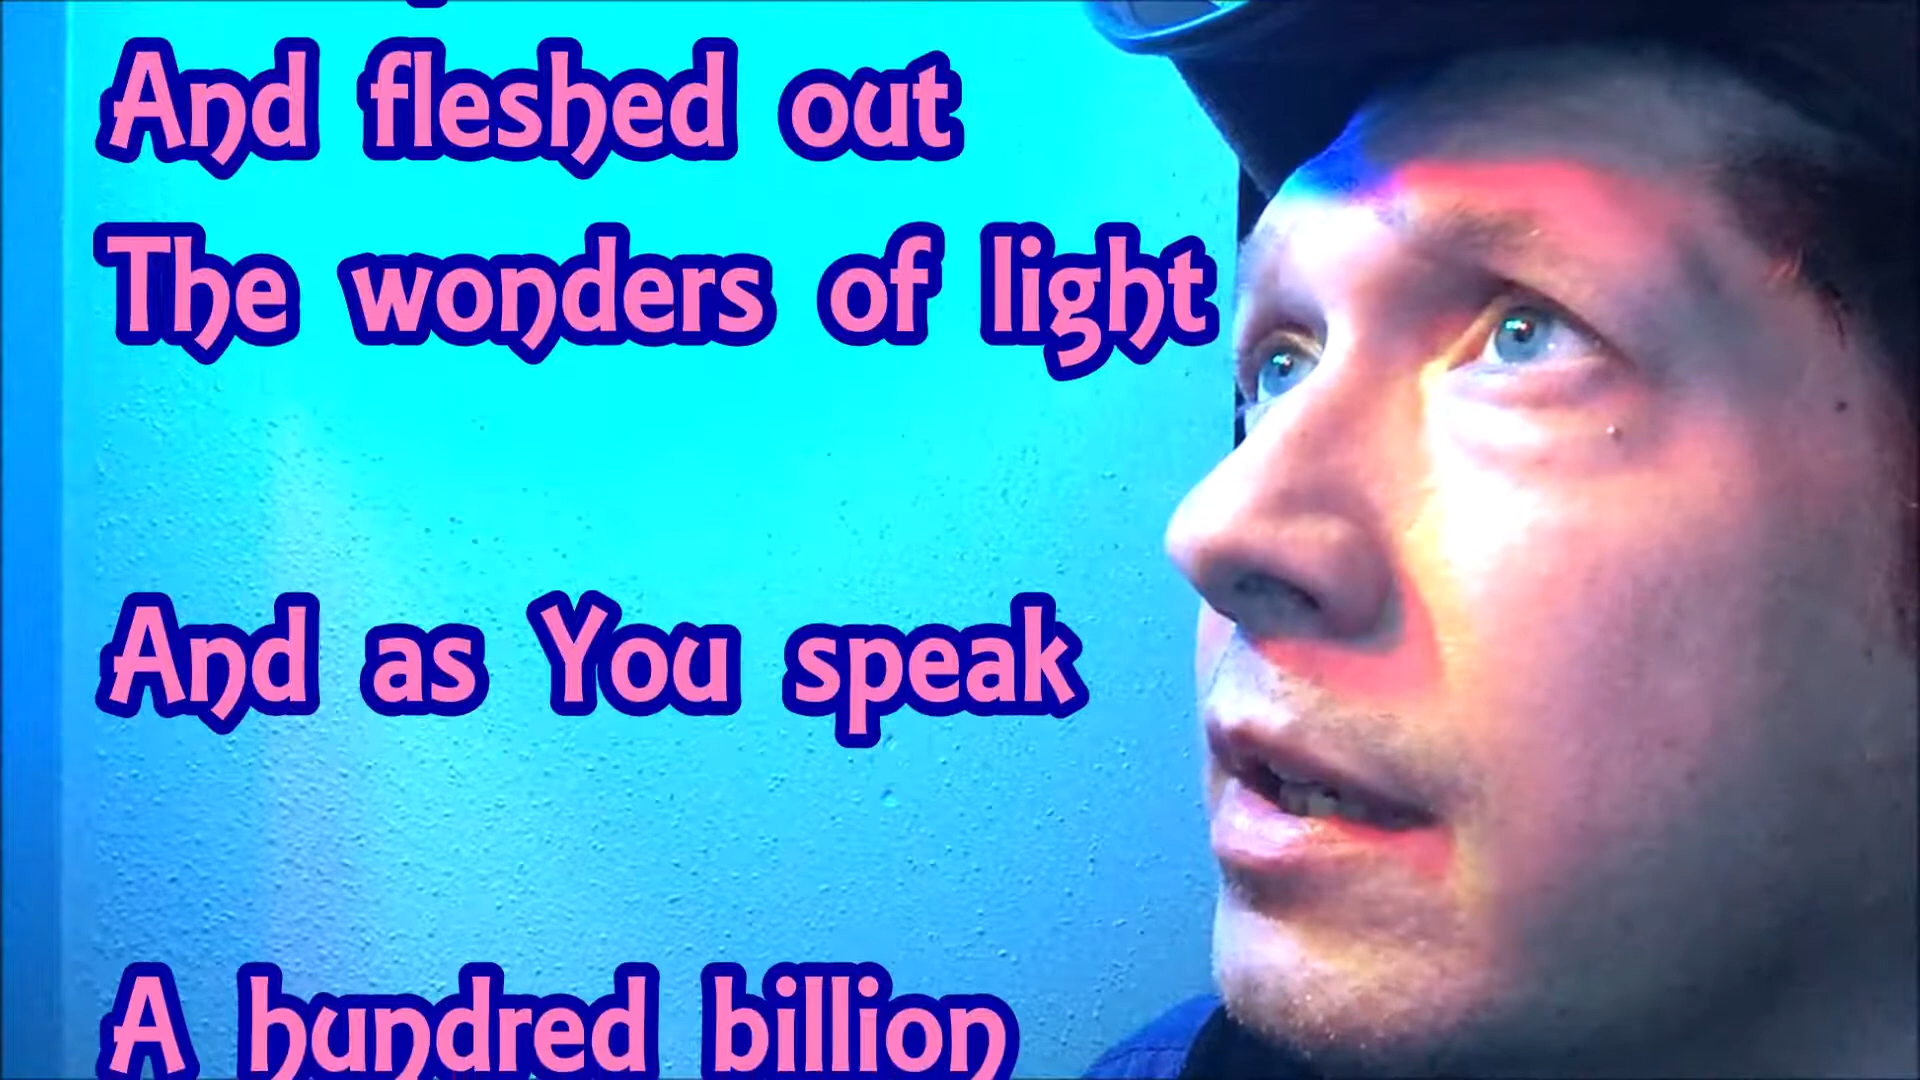 And fleshed out
The wonders of light
And as You speak
A hundred billion